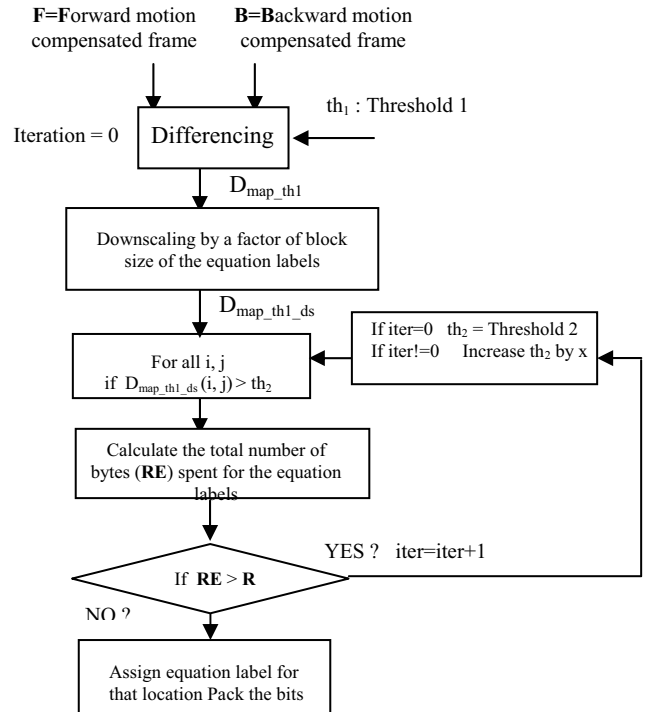 F=Forward motion
compensated frame
B=Backward motion
compensated frame
th1 : Threshold 1
Iteration = 0
Differencing
Dmap_th1
Downscaling by a factor of block
size of the equation labels
Dmap_th1_ds
If iter=0 th2 = Threshold 2
If iter!=0 Increase th2 by x
For all i, j
if Dmap_th1_ds(i, j) > th2
Calculate the total number of
bytes (RE) spent for the equation
labels
YES ? iter=iter+1
If RE > R
NO ?
Assign equation label for
that location Pack the bits